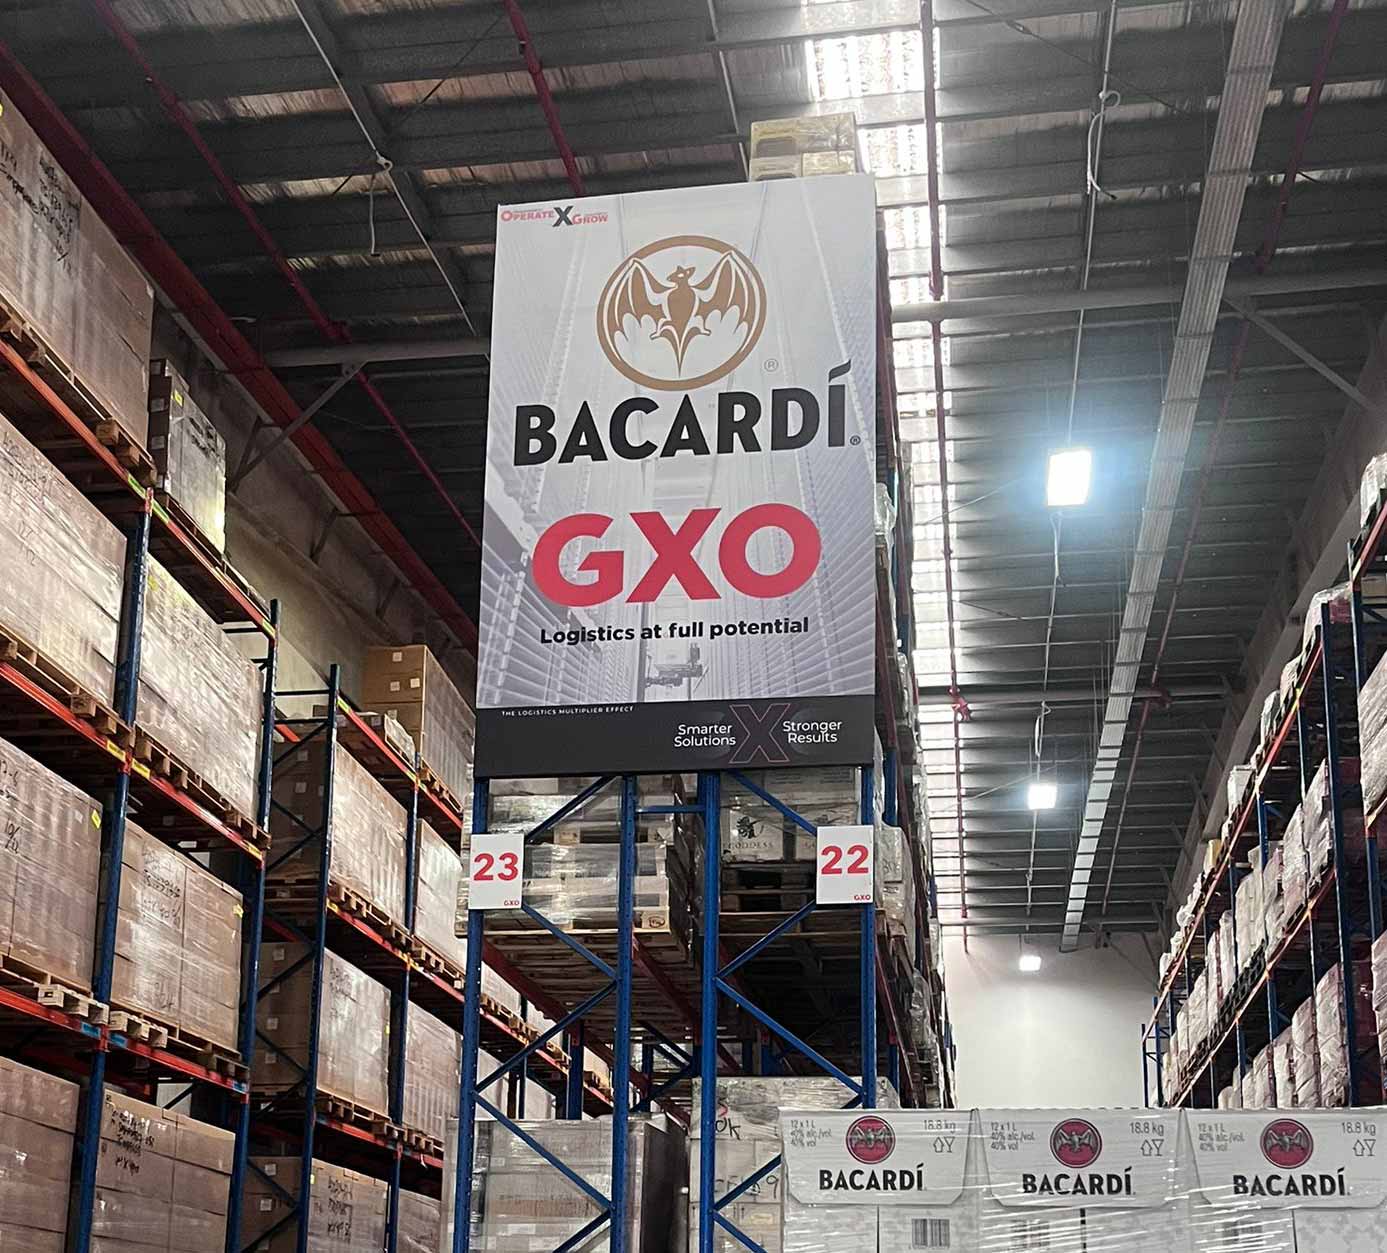 OPERATE X GROW
®
BACARDÍ®
GXO
Logistics at full potential
THE LOGISTICS MULTIPLIER EFFECT
Smarter X Stronger
Solutions Results
23
GXO
22
GXO
GODDESS
OK
12 x 1 L
40% alc./vol.
40% vol
18.8 kg
BACARDÍ
12 x 1 L
40% alc./vol.
40% vol
18.8 kg
BACARDÍ
12 x 1 L
40% alc./vol.
40% vol
18.8 kg
BACARDÍ